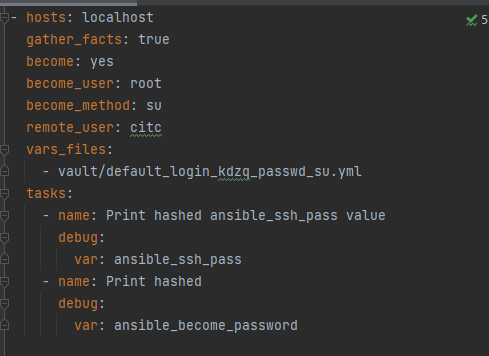 - hosts: localhost
  gather_facts: true
  become: yes
  become_user: root
  become_method: su
  remote_user: citc
  vars_files:
    - vault/default_login_kdzq_passwd_su.yml
  tasks:
    - name: Print hashed ansible_ssh_pass value
      debug:
        var: ansible_ssh_pass
    - name: Print hashed
      debug:
        var: ansible_become_password
5